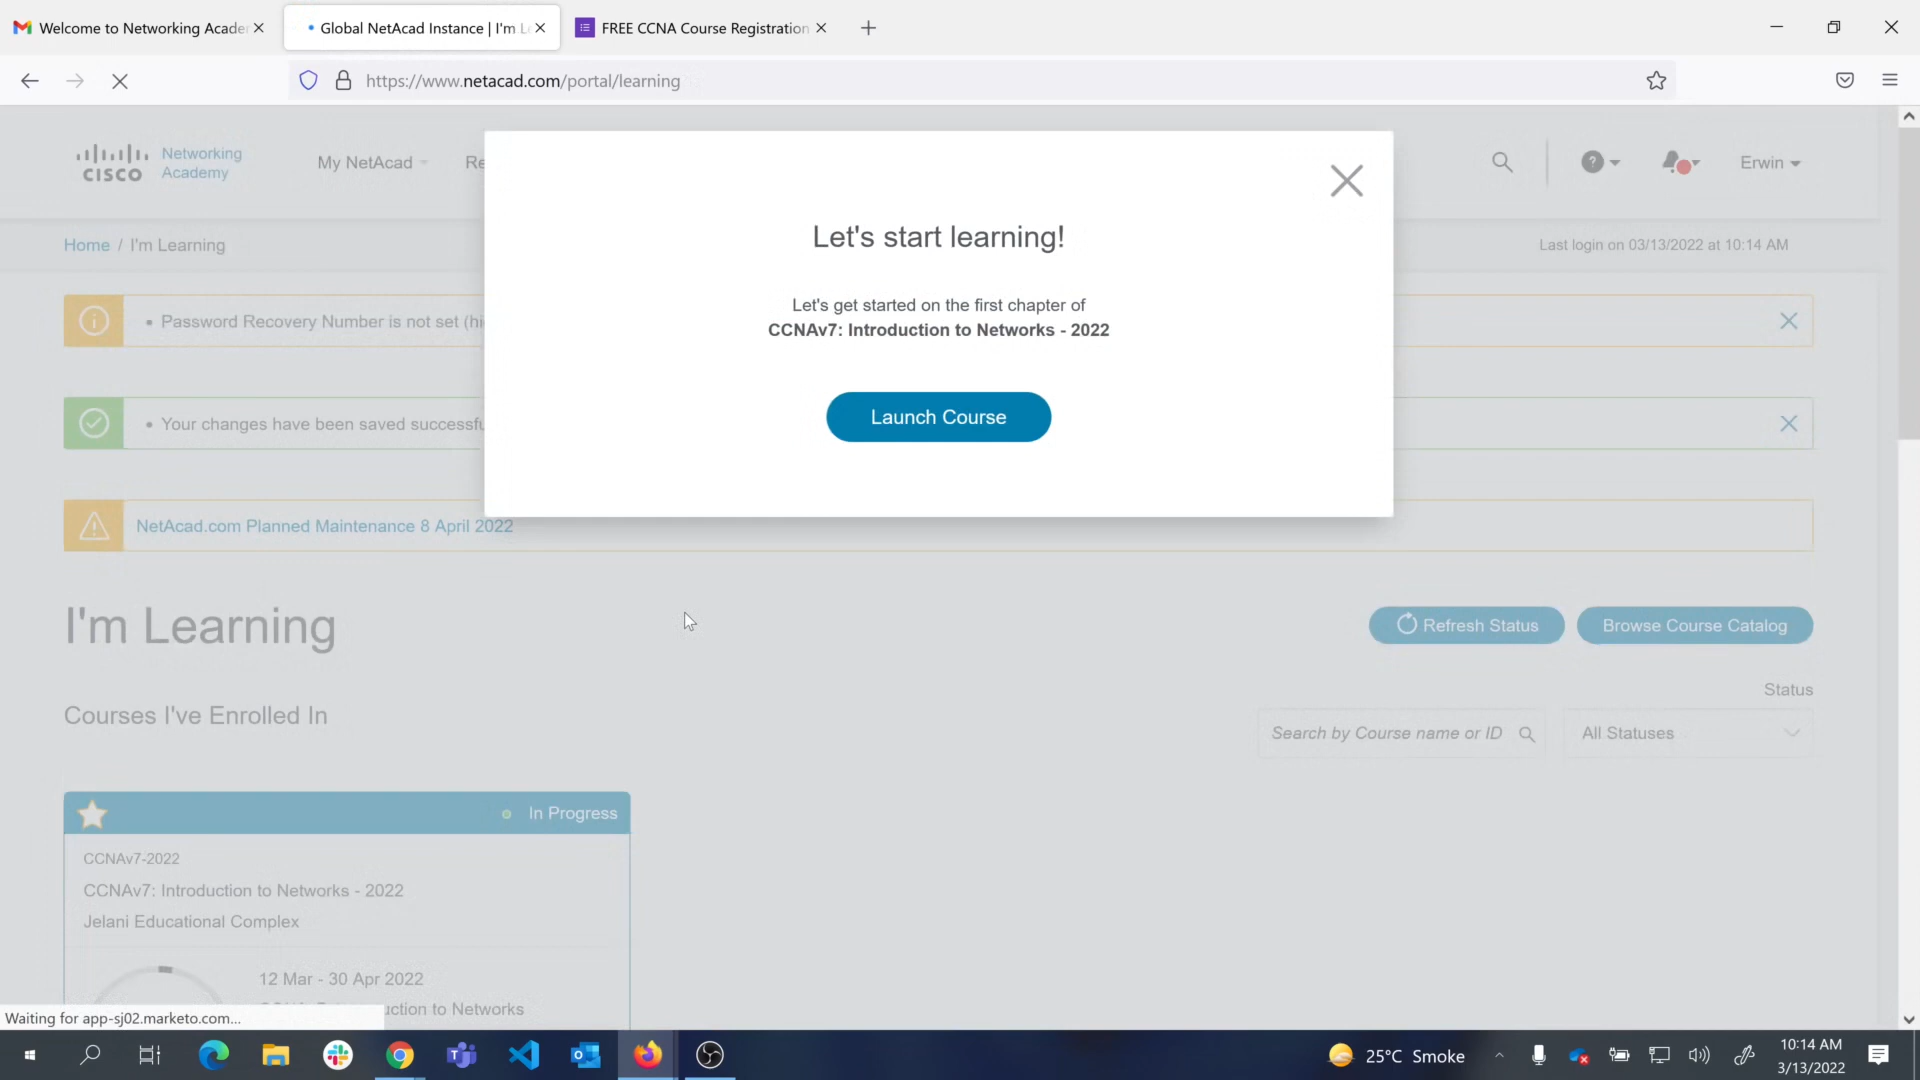 Welcome to Networking Acader
Global NetAcad Instance | I'm Le
FREE CCNA Course Registration
https://www.netacad.com/portal/learning
CISCO
Networking
Academy
My NetAcad
Re
Erwin
Home / I'm Learning
Last login on 03/13/2022 at 10:14 AM
Let's start learning!
Let's get started on the first chapter of
CCNAv7: Introduction to Networks - 2022
Launch Course
• Password Recovery Number is not set (hi
• Your changes have been saved successfu
NetAcad.com Planned Maintenance 8 April 2022
I'm Learning
Refresh Status
Browse Course Catalog
Status
Courses I've Enrolled In
Search by Course name or ID
All Statuses
In Progress
CCNAv7-2022
CCNAv7: Introduction to Networks - 2022
Jelani Educational Complex
12 Mar - 30 Apr 2022
uction to Networks
Waiting for app-sj02.marketo.com...
25°C Smoke
10:14 AM
3/13/2022